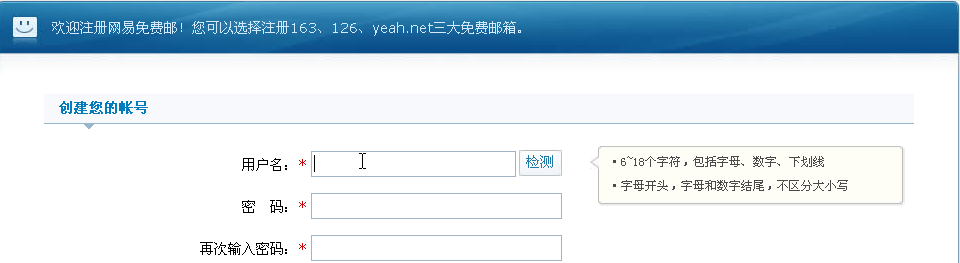 欢迎注册网易免费邮！您可以选择注册163、126、yeah.net三大免费邮箱。
创建您的帐号
用户名：* 检测
• 6~18个字符，包括字母、数字、下划线
• 字母开头，字母和数字结尾，不区分大小写
密 码：*
再次输入密码：*